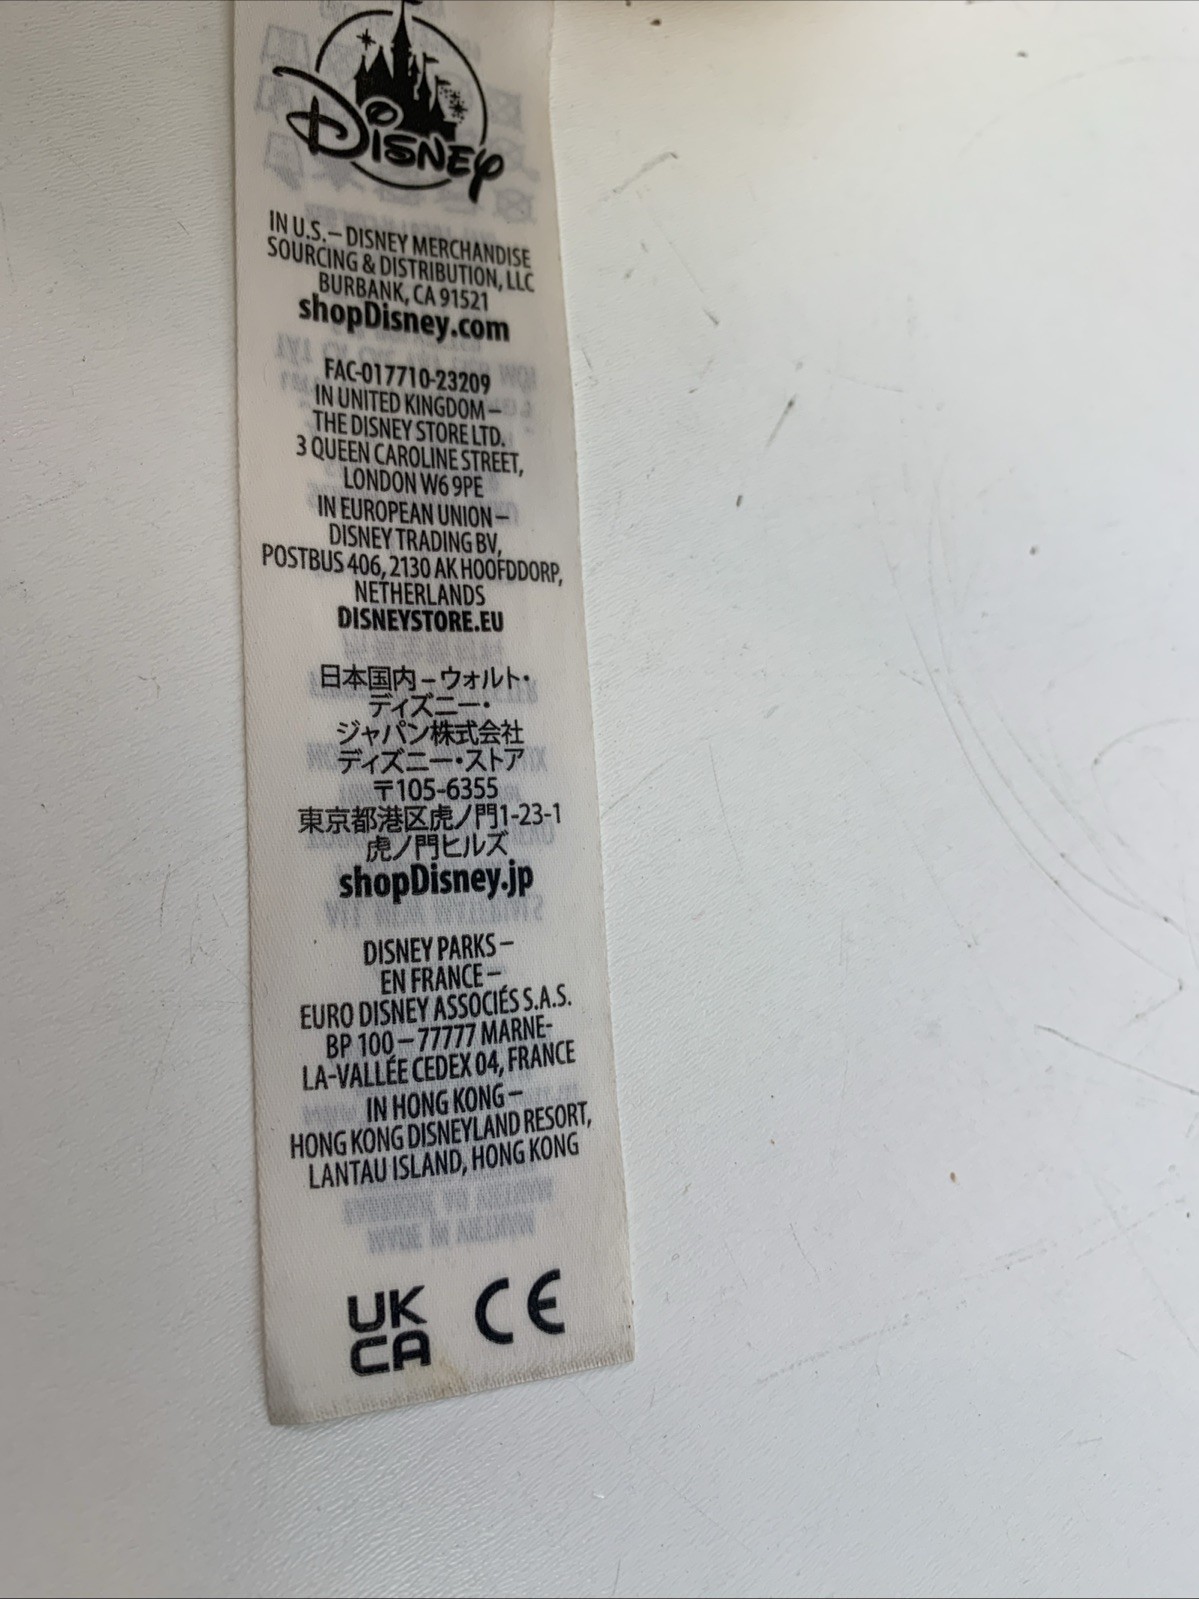 Disney
IN U.S.– DISNEY MERCHANDISE
SOURCING & DISTRIBUTION, LLC
BURBANK, CA 91521
shopDisney.com
FAC-017710-23209
IN UNITED KINGDOM –
THE DISNEY STORE LTD.
3 QUEEN CAROLINE STREET,
LONDON W6 9PE
IN EUROPEAN UNION –
DISNEY TRADING BV,
POSTBUS 406, 2130 AK HOOFDDORP,
NETHERLANDS
DISNEYSTORE.EU
日本国内 – ウォルト・
ディズニー・
ジャパン株式会社
ディズニー・ストア
〒105-6355
東京都港区虎ノ門1-23-1
虎ノ門ヒルズ
shopDisney.jp
DISNEY PARKS –
EN FRANCE –
EURO DISNEY ASSOCIÉS S.A.S.
BP 100 – 77777 MARNE-
LA-VALLÉE CEDEX 04, FRANCE
IN HONG KONG –
HONG KONG DISNEYLAND RESORT,
LANTAU ISLAND, HONG KONG
UK
CA CE